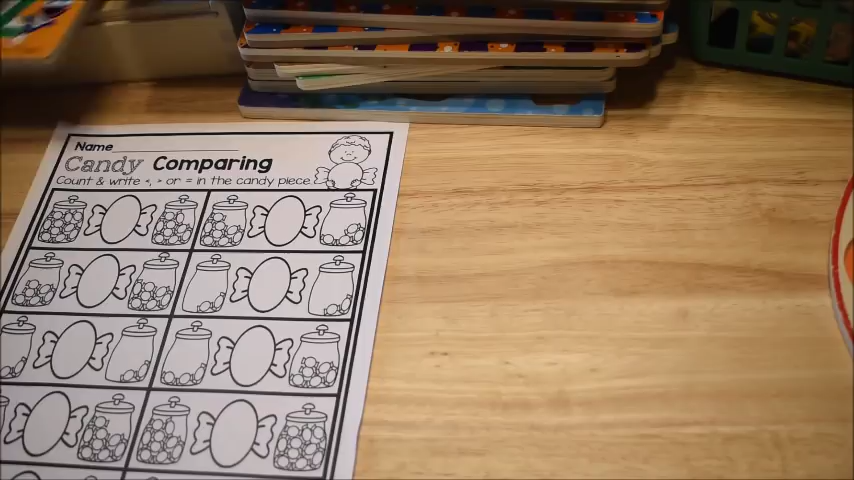 Name
Candy Comparing
Count & write <, > or = in the candy piece.